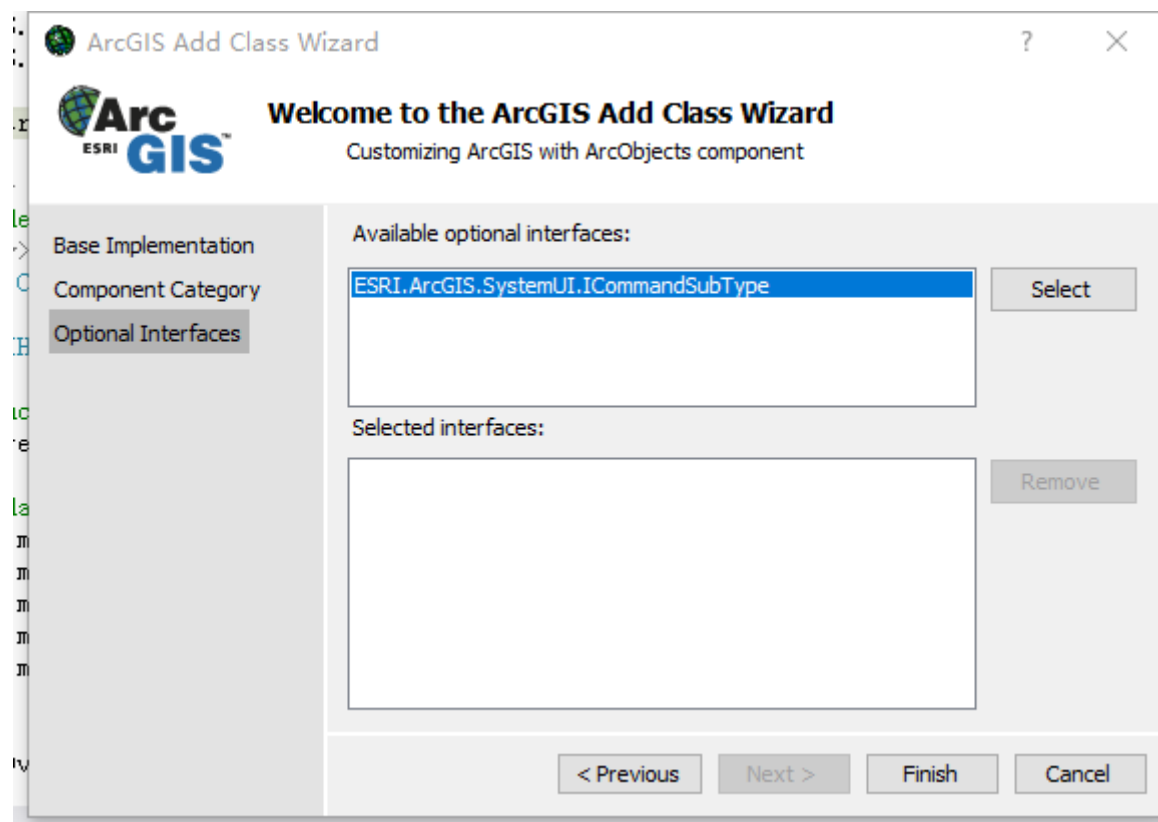 ArcGIS Add Class Wizard
?
Arc
ESRI GIS™
Welcome to the ArcGIS Add Class Wizard
Customizing ArcGIS with ArcObjects component
Base Implementation
Component Category
Optional Interfaces
Available optional interfaces:
ESRI.ArcGIS.SystemUI.ICommandSubType
Select
Selected interfaces:
Remove
< Previous
Next >
Finish
Cancel